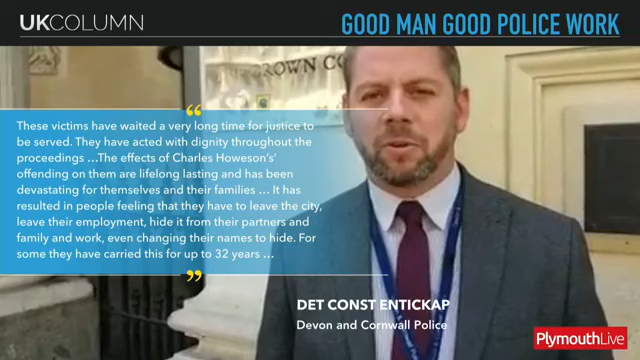 UKCOLUMN
GOOD MAN GOOD POLICE WORK
ROWN CO
“
These victims have waited a very long time for justice to
be served. They have acted with dignity throughout the
proceedings ...The effects of Charles Howeson's'
offending on them are lifelong lasting and has been
devastating for themselves and their families ... It has
resulted in people feeling that they have to leave the city,
leave their employment, hide it from their partners and
family and work, even changing their names to hide. For
some they have carried this for up to 32 years ...
”
DET CONST ENTICKAP
Devon and Cornwall Police
PlymouthLive